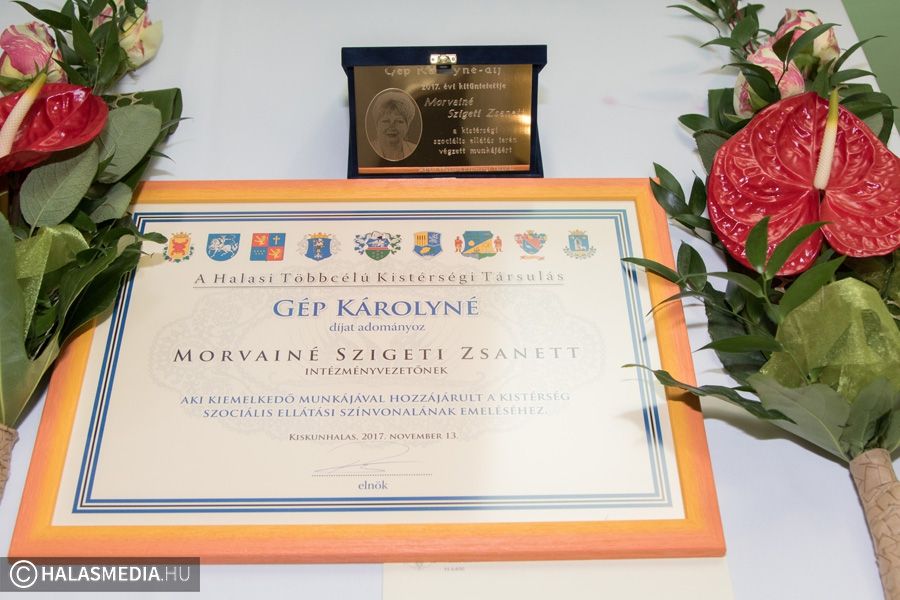 Gép Károlyné-díj
2017. évi kitüntetettje
Morvainé
Szigeti Zsanett
a kistérségi
szociális ellátás terén
végzett munkájáért
A Halasi Többcélú Kistérségi Társulás
Gép Károlyné
díjat adományoz
Morvainé Szigeti Zsanett
intézményvezetőnek
aki kiemelkedő munkájával hozzájárult a kistérség
szociális ellátási színvonalának emeléséhez.
Kiskunhalas, 2017. november 13.
elnök
© HALASMEDIA.HU